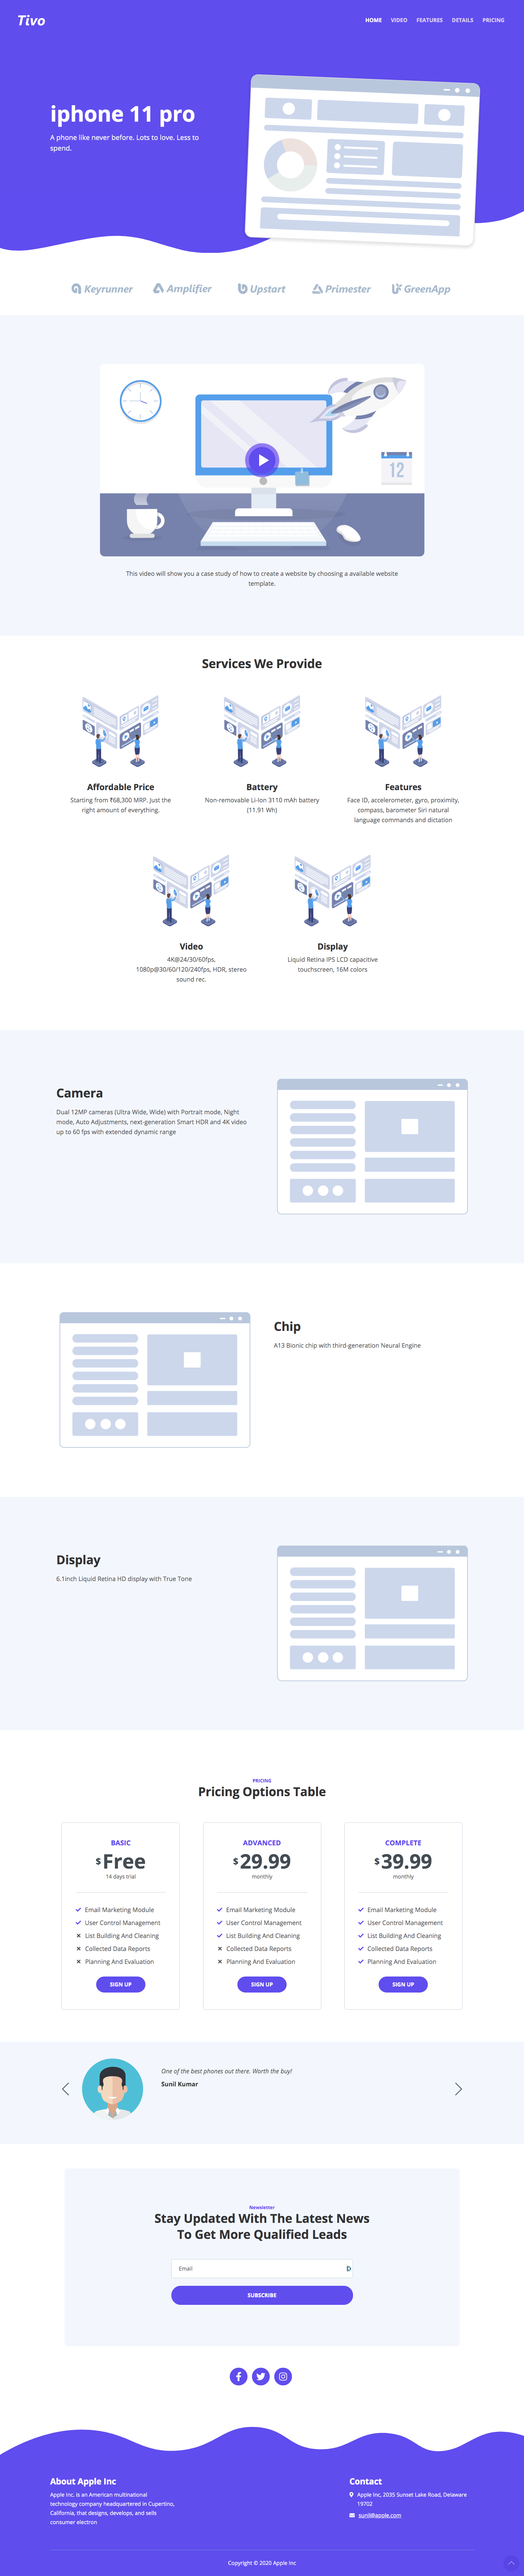 Tivo
HOME VIDEO FEATURES DETAILS PRICING
iphone 11 pro
A phone like never before. Lots to love. Less to
spend.
Keyrunner Amplifier Upstart Primester GreenApp
12
This video will show you a case study of how to create a website by choosing a available website
template.
Services We Provide
Affordable Price
Starting from ₹68,300 MRP. Just the
right amount of everything.
Battery
Non-removable Li-Ion 3110 mAh battery
(11.91 Wh)
Features
Face ID, accelerometer, gyro, proximity,
compass, barometer Siri natural
language commands and dictation
Video
4K@24/30/60fps,
1080p@30/60/120/240fps, HDR, stereo
sound rec.
Display
Liquid Retina IPS LCD capacitive
touchscreen, 16M colors
Camera
Dual 12MP cameras (Ultra Wide, Wide) with Portrait mode, Night
mode, Auto Adjustments, next-generation Smart HDR and 4K video
up to 60 fps with extended dynamic range
Chip
A13 Bionic chip with third-generation Neural Engine
Display
6.1inch Liquid Retina HD display with True Tone
PRICING
Pricing Options Table
BASIC
$Free
14 days trial
Email Marketing Module
User Control Management
List Building And Cleaning
Collected Data Reports
Planning And Evaluation
SIGN UP
ADVANCED
$29.99
monthly
Email Marketing Module
User Control Management
List Building And Cleaning
Collected Data Reports
Planning And Evaluation
SIGN UP
COMPLETE
$39.99
monthly
Email Marketing Module
User Control Management
List Building And Cleaning
Collected Data Reports
Planning And Evaluation
SIGN UP
One of the best phones out there. Worth the buy!
Sunil Kumar
Newsletter
Stay Updated With The Latest News
To Get More Qualified Leads
Email
SUBSCRIBE
About Apple Inc
Apple Inc. is an American multinational
technology company headquartered in Cupertino,
California, that designs, develops, and sells
consumer electron
Contact
Apple Inc, 2035 Sunset Lake Road, Delaware
19702
sunil@apple.com
Copyright © 2020 Apple Inc